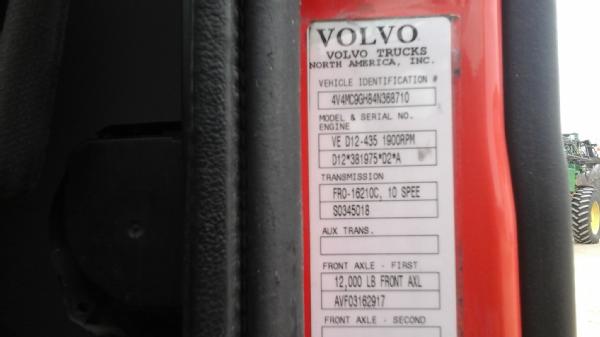 VOLVO
VOLVO TRUCKS
NORTH AMERICA, INC.
VEHICLE IDENTIFICATION #
4V4MC9GH84N368710
MODEL & SERIAL NO.
ENGINE
VE D12-435 1900RPM
D12*381975*D2*A
TRANSMISSION
FRO-16210C, 10 SPEE
S0345018
AUX TRANS.
FRONT AXLE - FIRST
12,000 LB FRONT AXL
AVF03162917
FRONT AXLE - SECOND